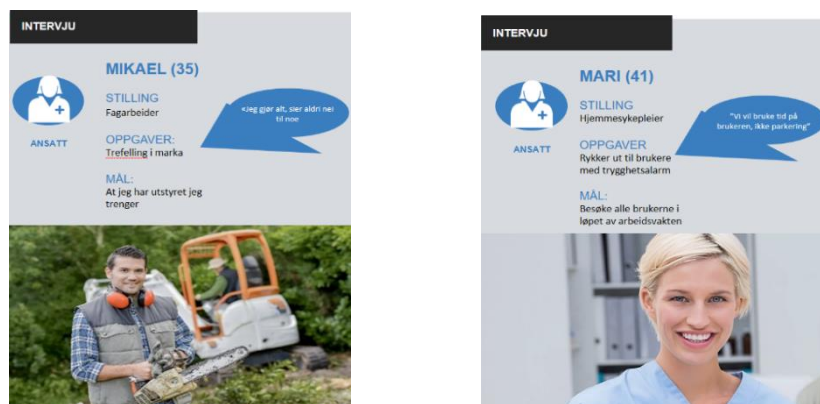 INTERVJU
MIKAEL (35)
STILLING
Fagarbeider
OPPGAVER:
Trefelling i marka
MÅL:
At jeg har utstyret jeg
trenger
ANSATT
«Jeg gjør alt, sier aldri nei
til noe
INTERVJU
MARI (41)
STILLING
Hjemmesykepleier
OPPGAVER
Rykker ut til brukere
med trygghetsalarm
MÅL:
Besøke alle brukerne i
løpet av arbeidsvakten
ANSATT
"Vi vil bruke tid på
brukeren, ikke parkering"